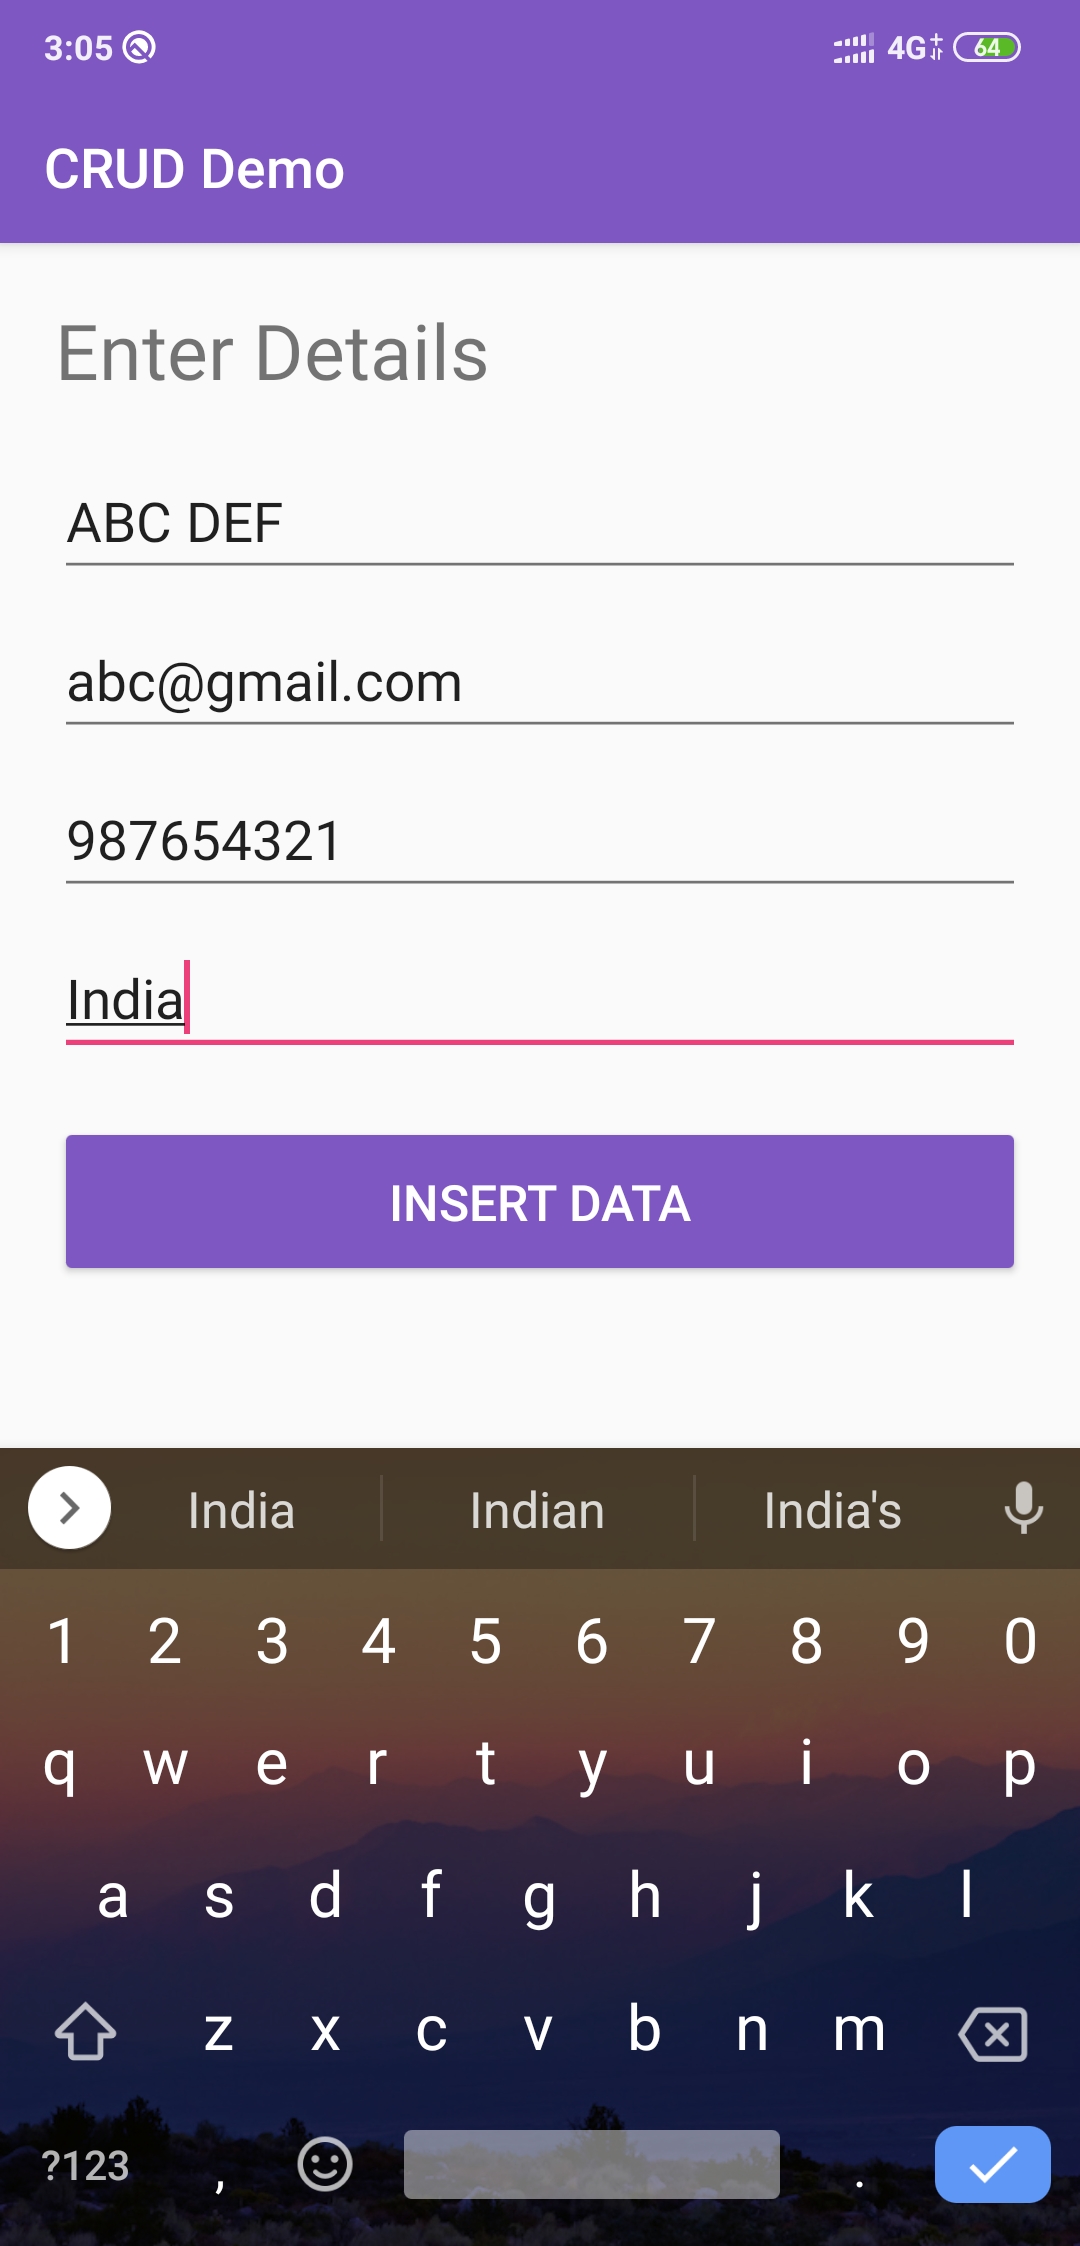 3:05 4G 64
CRUD Demo
Enter Details
ABC DEF
abc@gmail.com
987654321
India
INSERT DATA
India Indian India's
1 2 3 4 5 6 7 8 9 0
q w e r t y u i o p
a s d f g h j k l
z x c v b n m
?123 , .